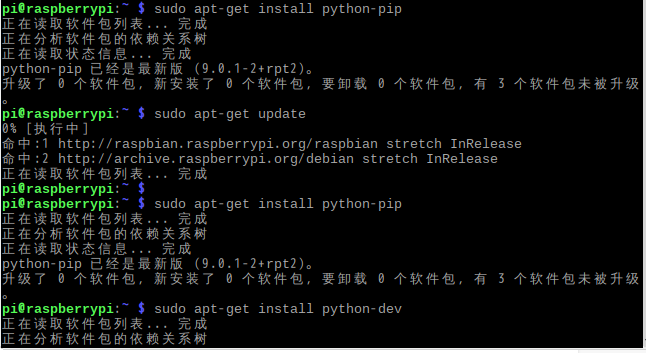 pi@raspberrypi:~ $ sudo apt-get install python-pip
正在读取软件包列表... 完成
正在分析软件包的依赖关系树
正在读取状态信息... 完成
python-pip 已经是最新版 (9.0.1-2+rpt2)。
升级了 0 个软件包, 新安装了 0 个软件包, 要卸载 0 个软件包, 有 3 个软件包未被升级
。
pi@raspberrypi:~ $ sudo apt-get update
0% [执行中]
命中:1 http://raspbian.raspberrypi.org/raspbian stretch InRelease
命中:2 http://archive.raspberrypi.org/debian stretch InRelease
正在读取软件包列表... 完成
pi@raspberrypi:~ $
pi@raspberrypi:~ $ sudo apt-get install python-pip
正在读取软件包列表... 完成
正在分析软件包的依赖关系树
正在读取状态信息... 完成
python-pip 已经是最新版 (9.0.1-2+rpt2)。
升级了 0 个软件包, 新安装了 0 个软件包, 要卸载 0 个软件包, 有 3 个软件包未被升级
。
pi@raspberrypi:~ $ sudo apt-get install python-dev
正在读取软件包列表... 完成
正在分析软件包的依赖关系树